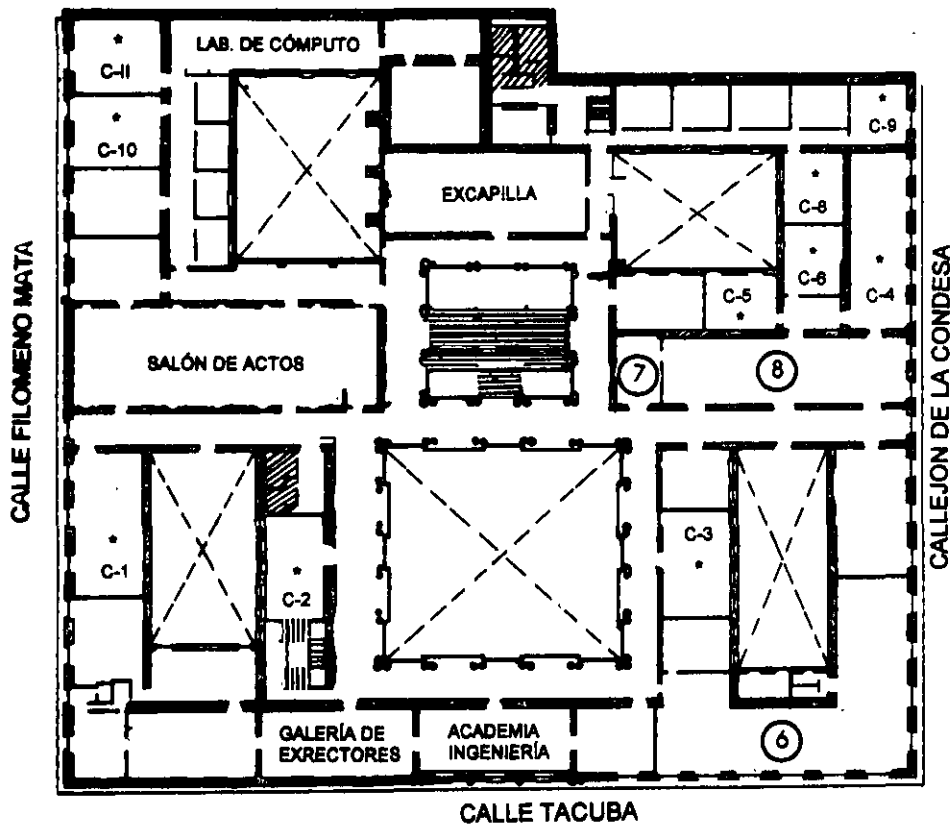 LAB. DE CÓMPUTO
* C-11
* C-10
* C-9
EXCAPILLA
* C-8
* C-6
* C-4
C-5 *
CALLE FILOMENO MATA
CALLEJON DE LA CONDESA
SALÓN DE ACTOS
7
8
* C-1
* C-2
C-3 *
GALERÍA DE
EXRECTORES
ACADEMIA
INGENIERÍA
6
CALLE TACUBA